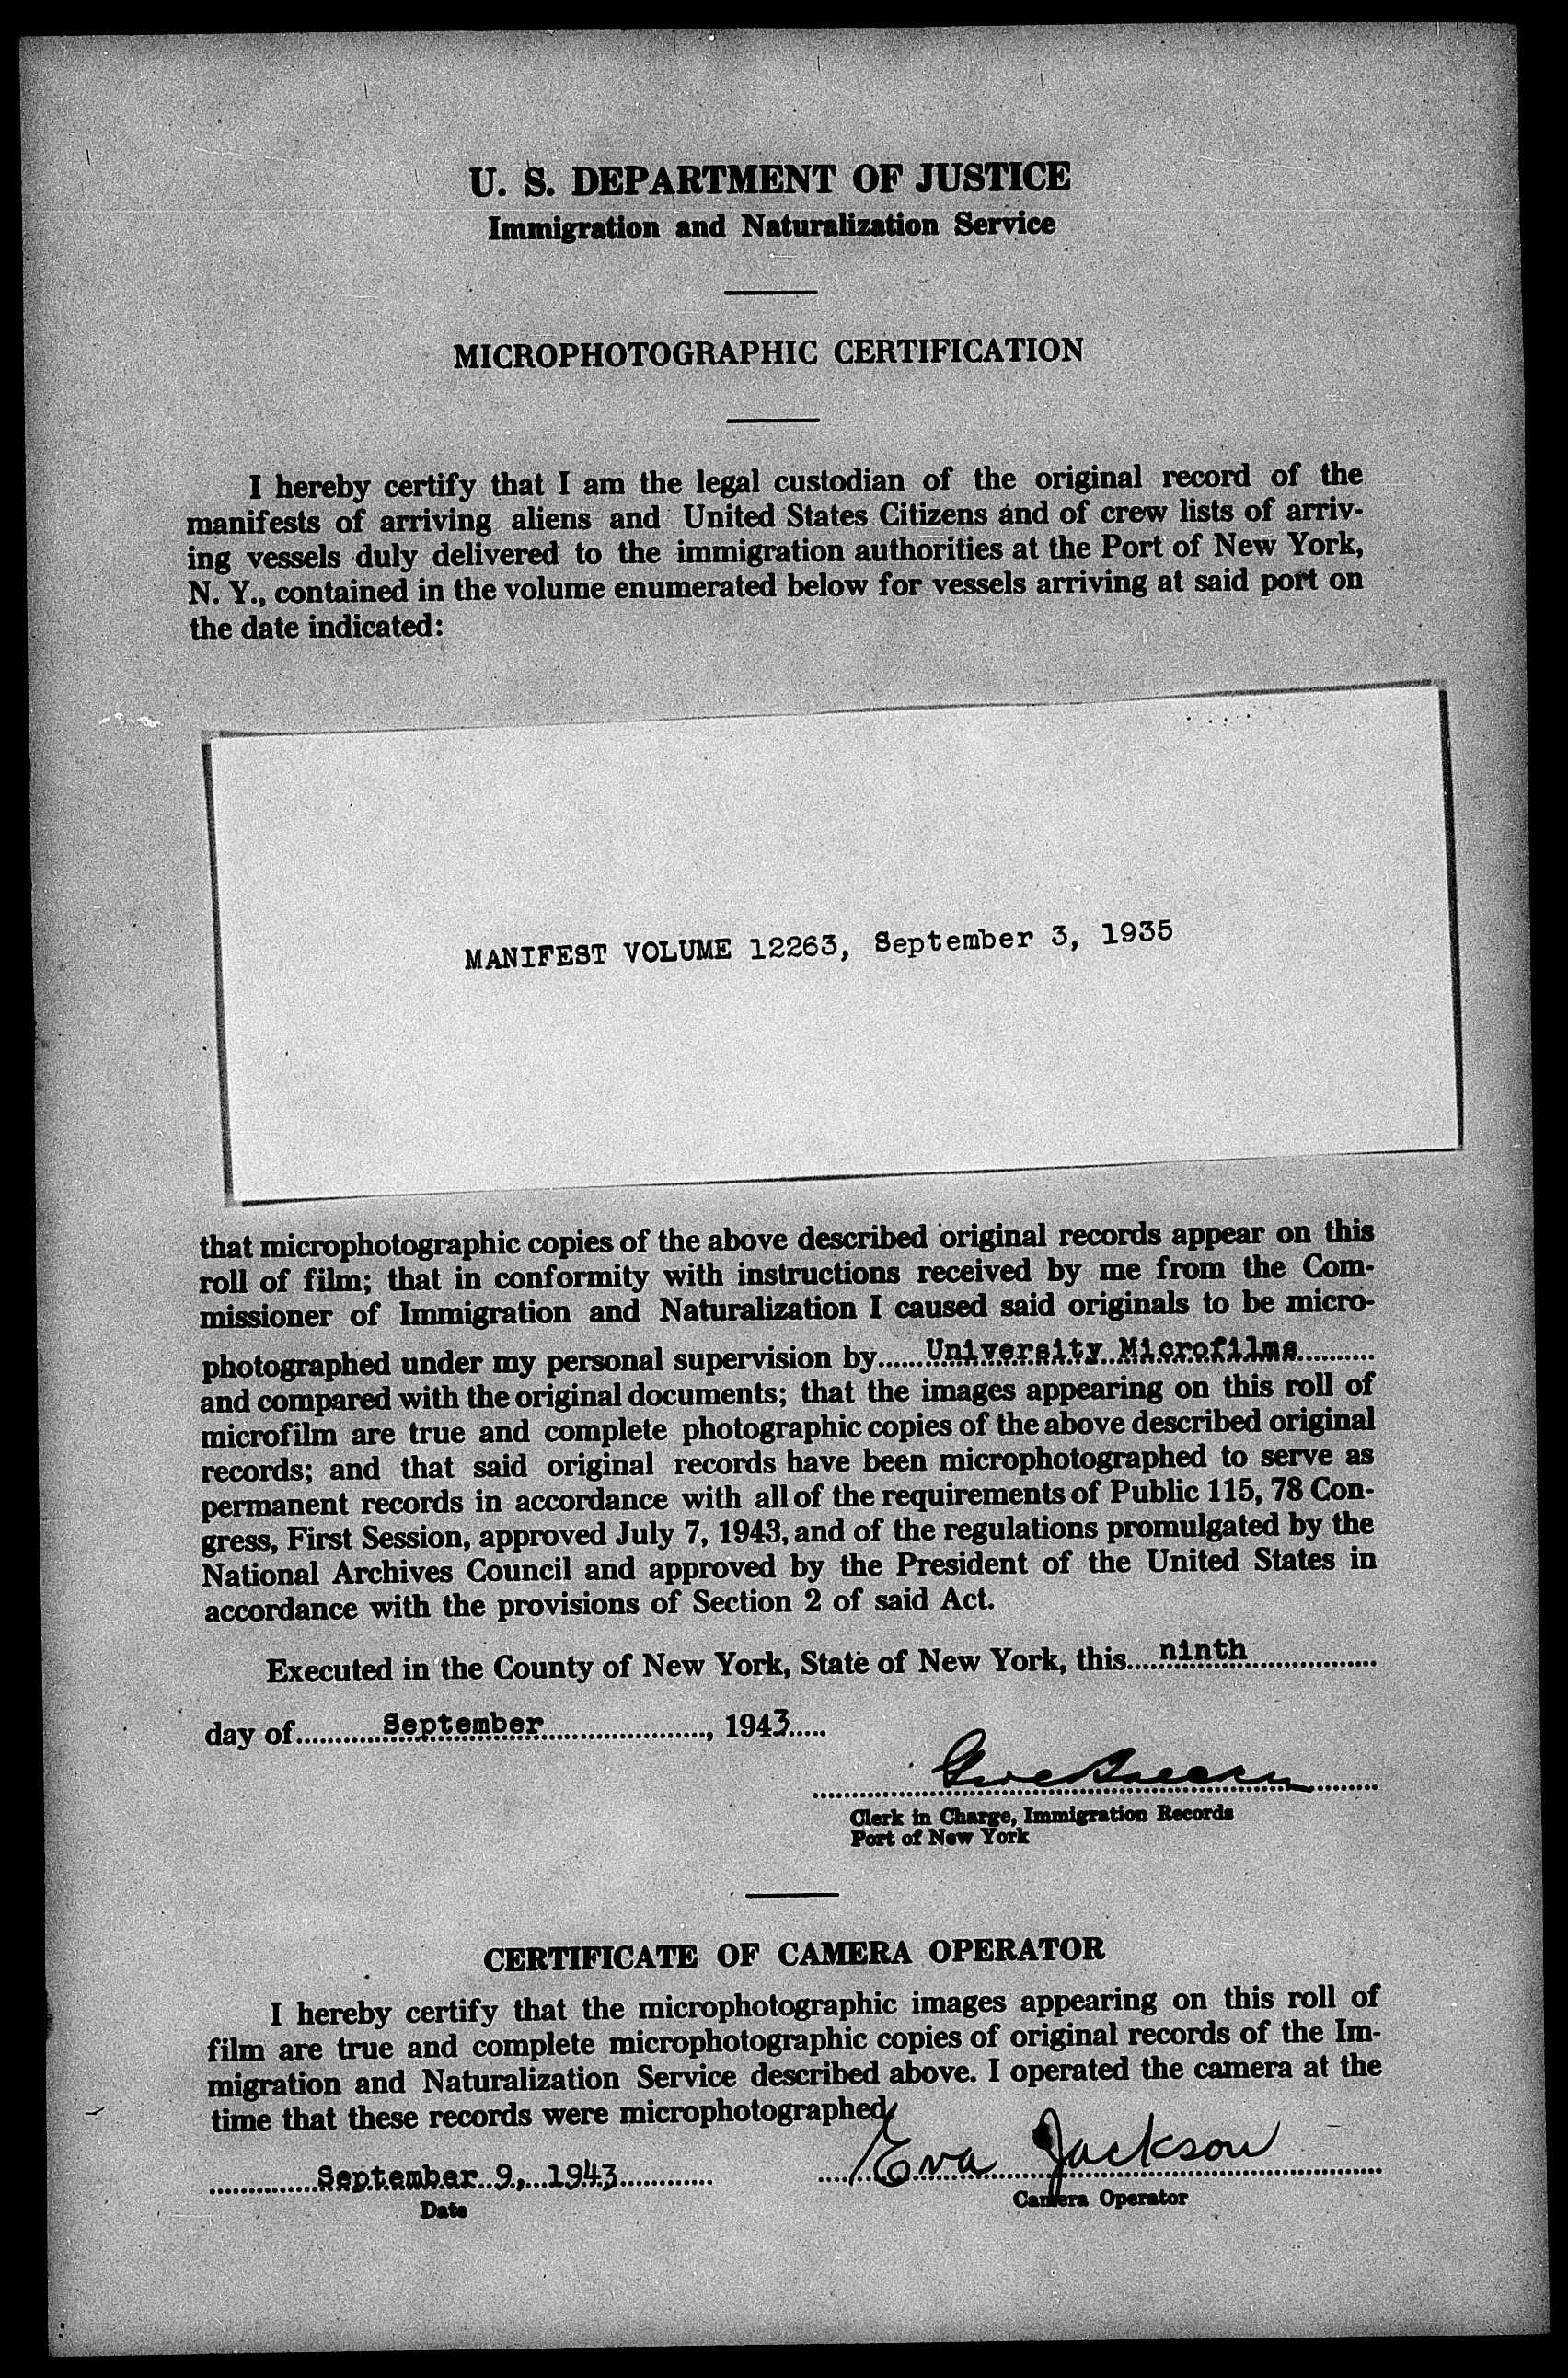 U. S. DEPARTMENT OF JUSTICE
Immigration and Naturalization Service
MICROPHOTOGRAPHIC CERTIFICATION
I hereby certify that I am the legal custodian of the original record of the
manifests of arriving aliens and United States Citizens and of crew lists of arriv-
ing vessels duly delivered to the immigration authorities at the Port of New York,
N. Y., contained in the volume enumerated below for vessels arriving at said port on
the date indicated:
MANIFEST VOLUME 12263, September 3, 1935
that microphotographic copies of the above described original records appear on this
roll of film; that in conformity with instructions received by me from the Com-
missioner of Immigration and Naturalization I caused said originals to be micro-
photographed under my personal supervision by......University Microfilms..........
and compared with the original documents; that the images appearing on this roll of
microfilm are true and complete photographic copies of the above described original
records; and that said original records have been microphotographed to serve as
permanent records in accordance with all of the requirements of Public 115, 78 Con-
gress, First Session, approved July 7, 1943, and of the regulations promulgated by the
National Archives Council and approved by the President of the United States in
accordance with the provisions of Section 2 of said Act.
Executed in the County of New York, State of New York, this....ninth................
day of...........September....................., 1943.....
Clerk in Charge, Immigration Records
Port of New York
CERTIFICATE OF CAMERA OPERATOR
I hereby certify that the microphotographic images appearing on this roll of
film are true and complete microphotographic copies of original records of the Im-
migration and Naturalization Service described above. I operated the camera at the
time that these records were microphotographed.
September 9, 1943 Eva Jackson
Date Camera Operator